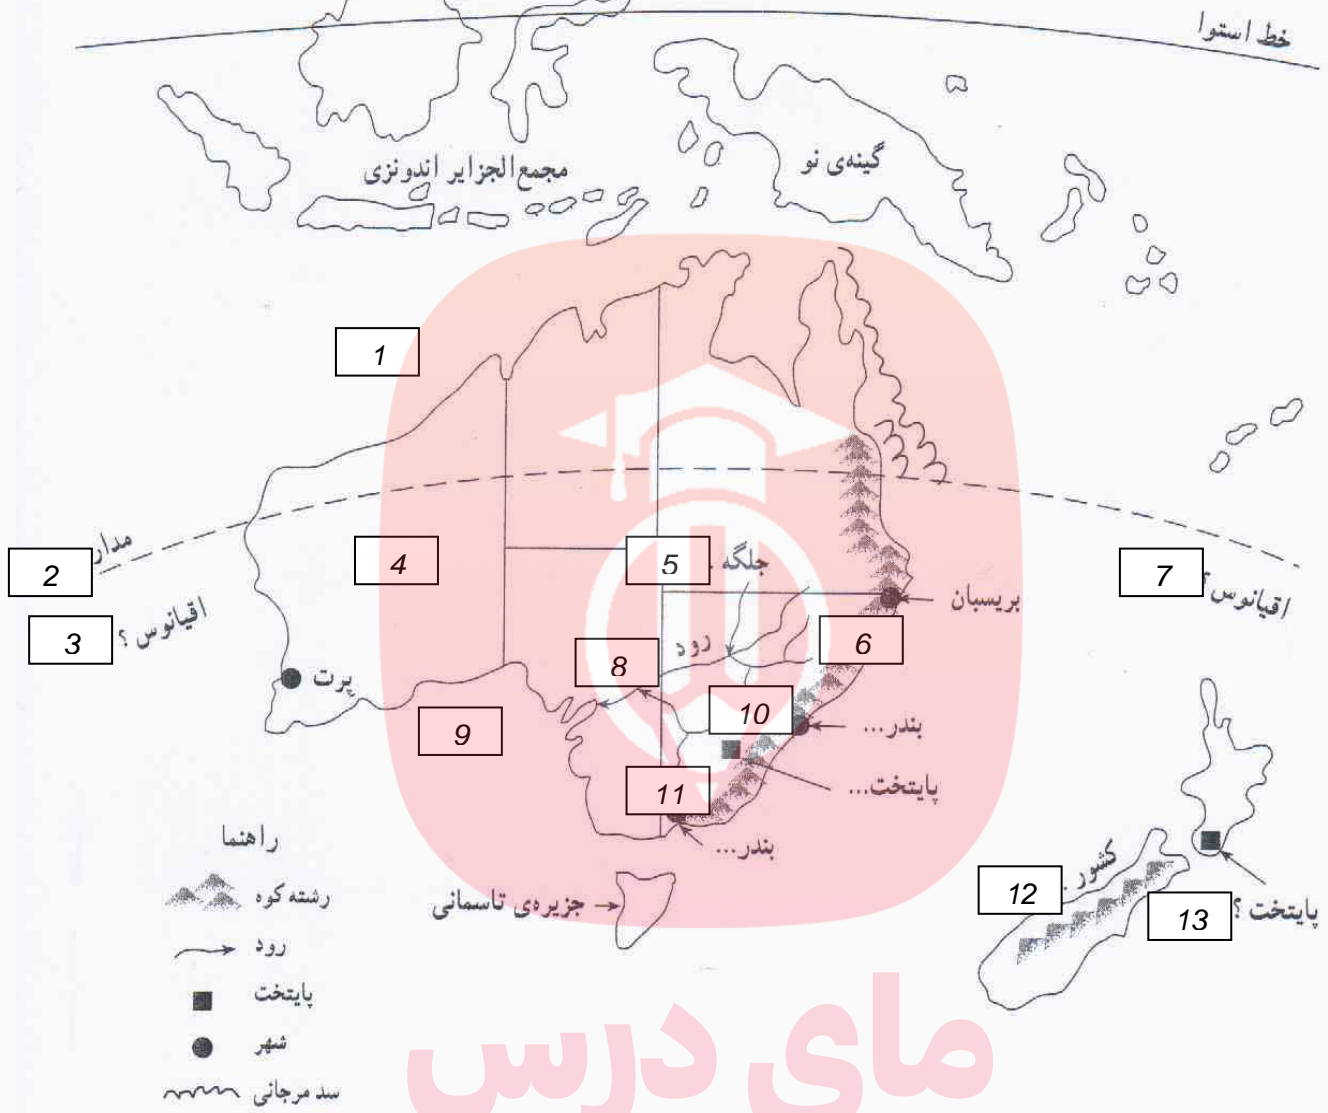 خط استوا
گینه‌ی نو
مجمع‌الجزایر اندونزی
1
مدار
2
اقیانوس ؟
3
4
جلگه .
5
اقیانوس ؟
7
بریسبان
6
رود
8
پرت
9
10
بندر...
پایتخت...
11
بندر...
جزیره‌ی تاسمانی
کشور .
12
پایتخت ؟
13
راهنما
رشته کوه
رود
پایتخت
شهر
سد مرجانی
مای درس